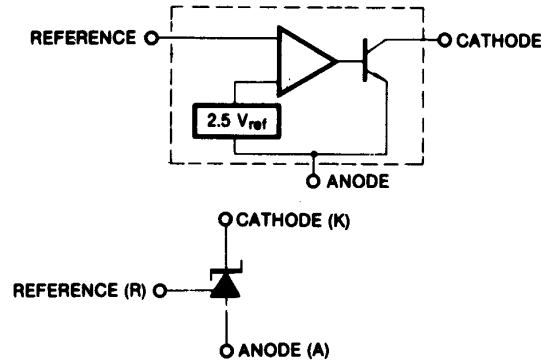 REFERENCE
CATHODE
2.5 Vref
ANODE
CATHODE (K)
REFERENCE (R)
ANODE (A)